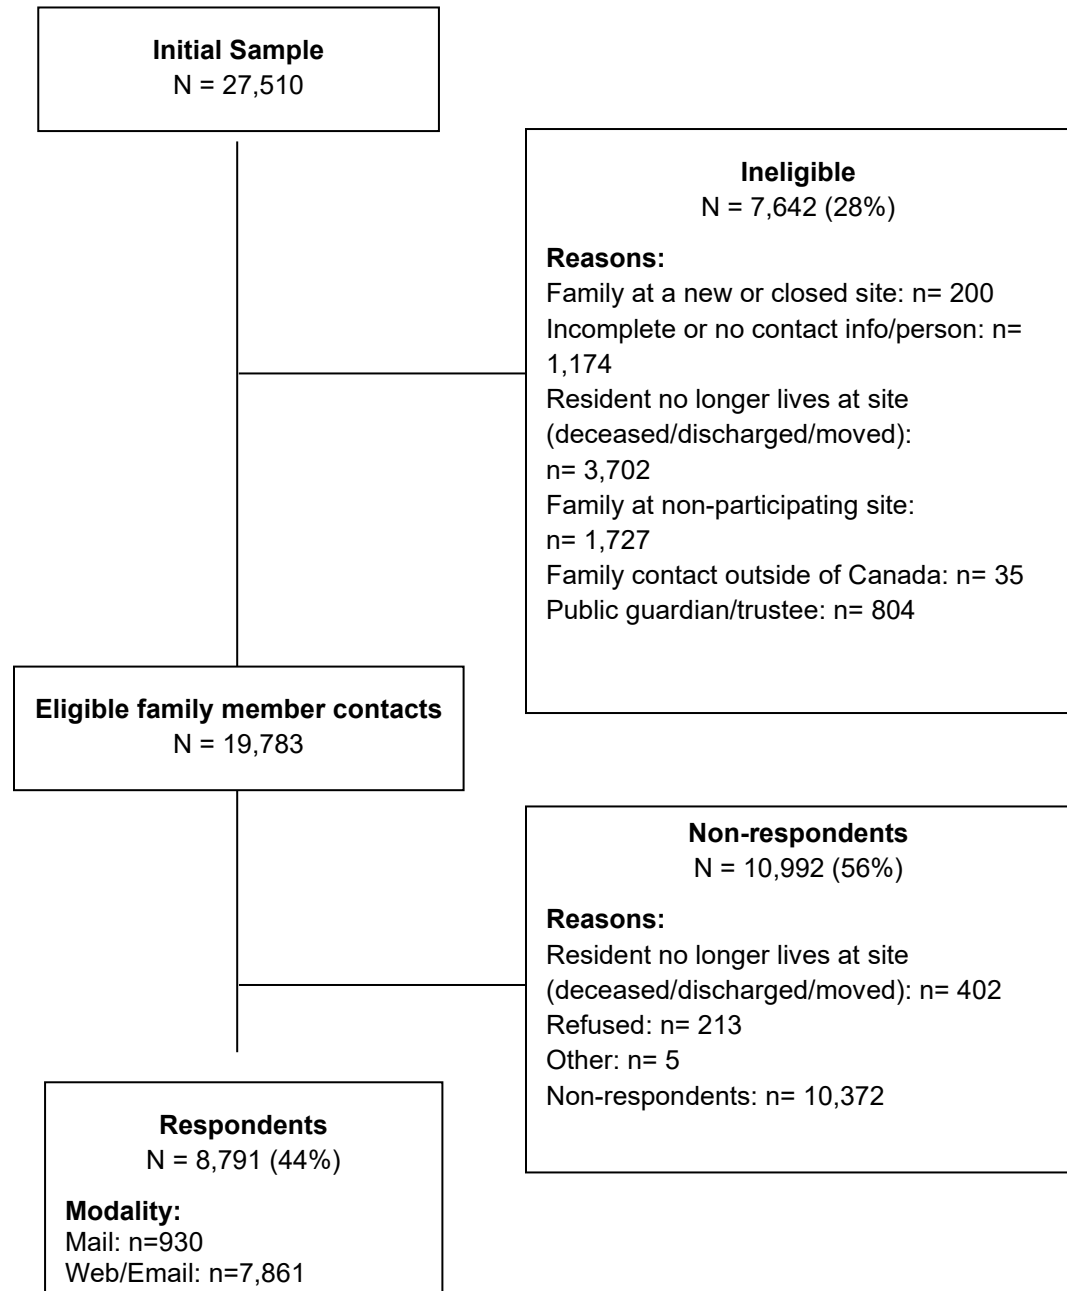 Initial Sample
N = 27,510
Ineligible
N = 7,642 (28%)
Reasons:
Family at a new or closed site: n= 200
Incomplete or no contact info/person: n=
1,174
Resident no longer lives at site
(deceased/discharged/moved):
n= 3,702
Family at non-participating site:
n= 1,727
Family contact outside of Canada: n= 35
Public guardian/trustee: n= 804
Eligible family member contacts
N = 19,783
Non-respondents
N = 10,992 (56%)
Reasons:
Resident no longer lives at site
(deceased/discharged/moved): n= 402
Refused: n= 213
Other: n= 5
Non-respondents: n= 10,372
Respondents
N = 8,791 (44%)
Modality:
Mail: n=930
Web/Email: n=7,861